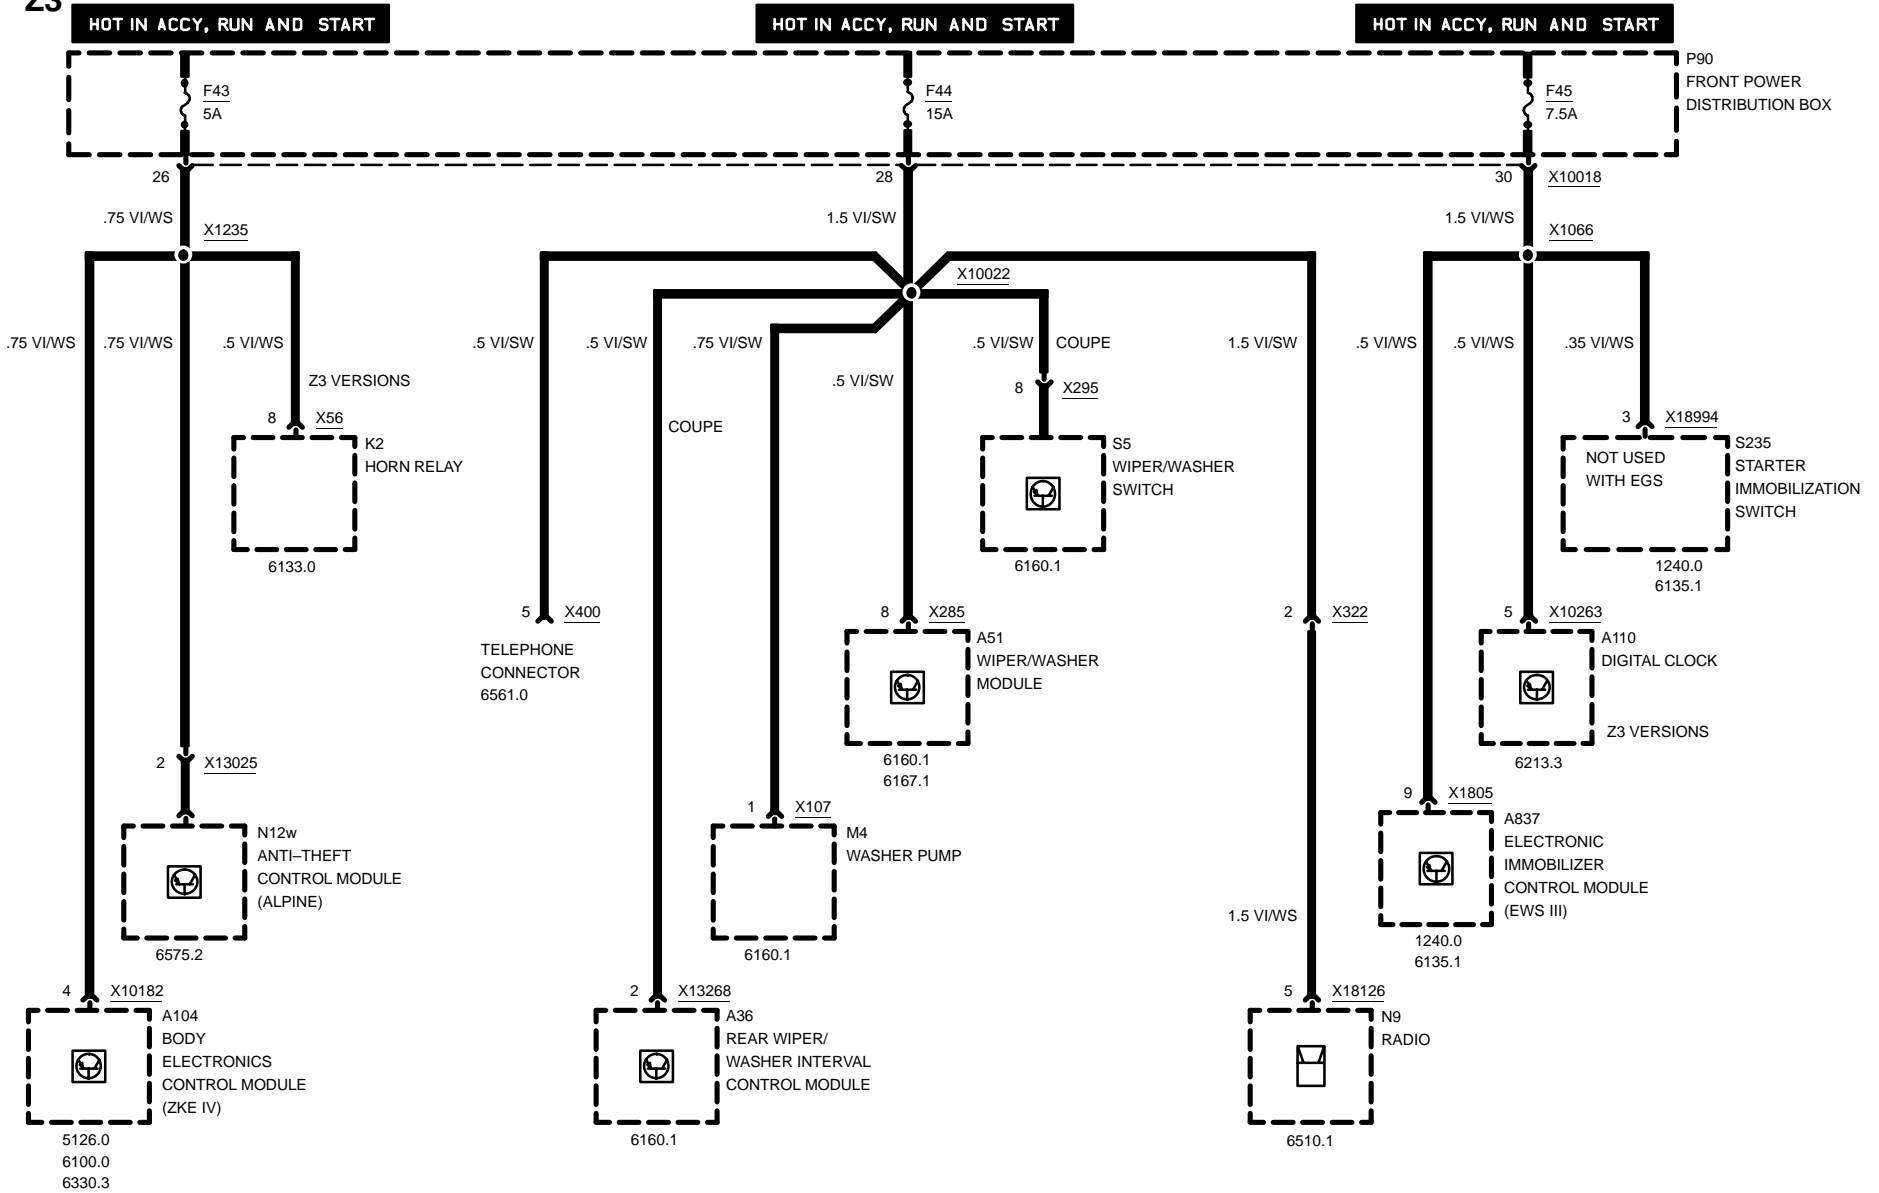 Z3
HOT IN ACCY, RUN AND START
HOT IN ACCY, RUN AND START
HOT IN ACCY, RUN AND START
F43
5A
F44
15A
F45
7.5A
P90
FRONT POWER
DISTRIBUTION BOX
26
28
30
X10018
.75 VI/WS
1.5 VI/SW
1.5 VI/WS
X1235
X10022
X1066
.75 VI/WS
.75 VI/WS
.5 VI/WS
.5 VI/SW
.5 VI/SW
.75 VI/SW
.5 VI/SW
.5 VI/SW
COUPE
1.5 VI/SW
.5 VI/WS
.5 VI/WS
.35 VI/WS
Z3 VERSIONS
COUPE
8
X295
8
X56
K2
HORN RELAY
6133.0
S5
WIPER/WASHER
SWITCH
6160.1
3
X18994
NOT USED
WITH EGS
S235
STARTER
IMMOBILIZATION
SWITCH
1240.0
6135.1
5
X400
TELEPHONE
CONNECTOR
6561.0
8
X285
A51
WIPER/WASHER
MODULE
6160.1
6167.1
2
X322
5
X10263
A110
DIGITAL CLOCK
Z3 VERSIONS
6213.3
2
X13025
N12w
ANTI–THEFT
CONTROL MODULE
(ALPINE)
6575.2
1
X107
M4
WASHER PUMP
6160.1
9
X1805
A837
ELECTRONIC
IMMOBILIZER
CONTROL MODULE
(EWS III)
1240.0
6135.1
1.5 VI/WS
4
X10182
A104
BODY
ELECTRONICS
CONTROL MODULE
(ZKE IV)
5126.0
6100.0
6330.3
2
X13268
A36
REAR WIPER/
WASHER INTERVAL
CONTROL MODULE
6160.1
5
X18126
N9
RADIO
6510.1